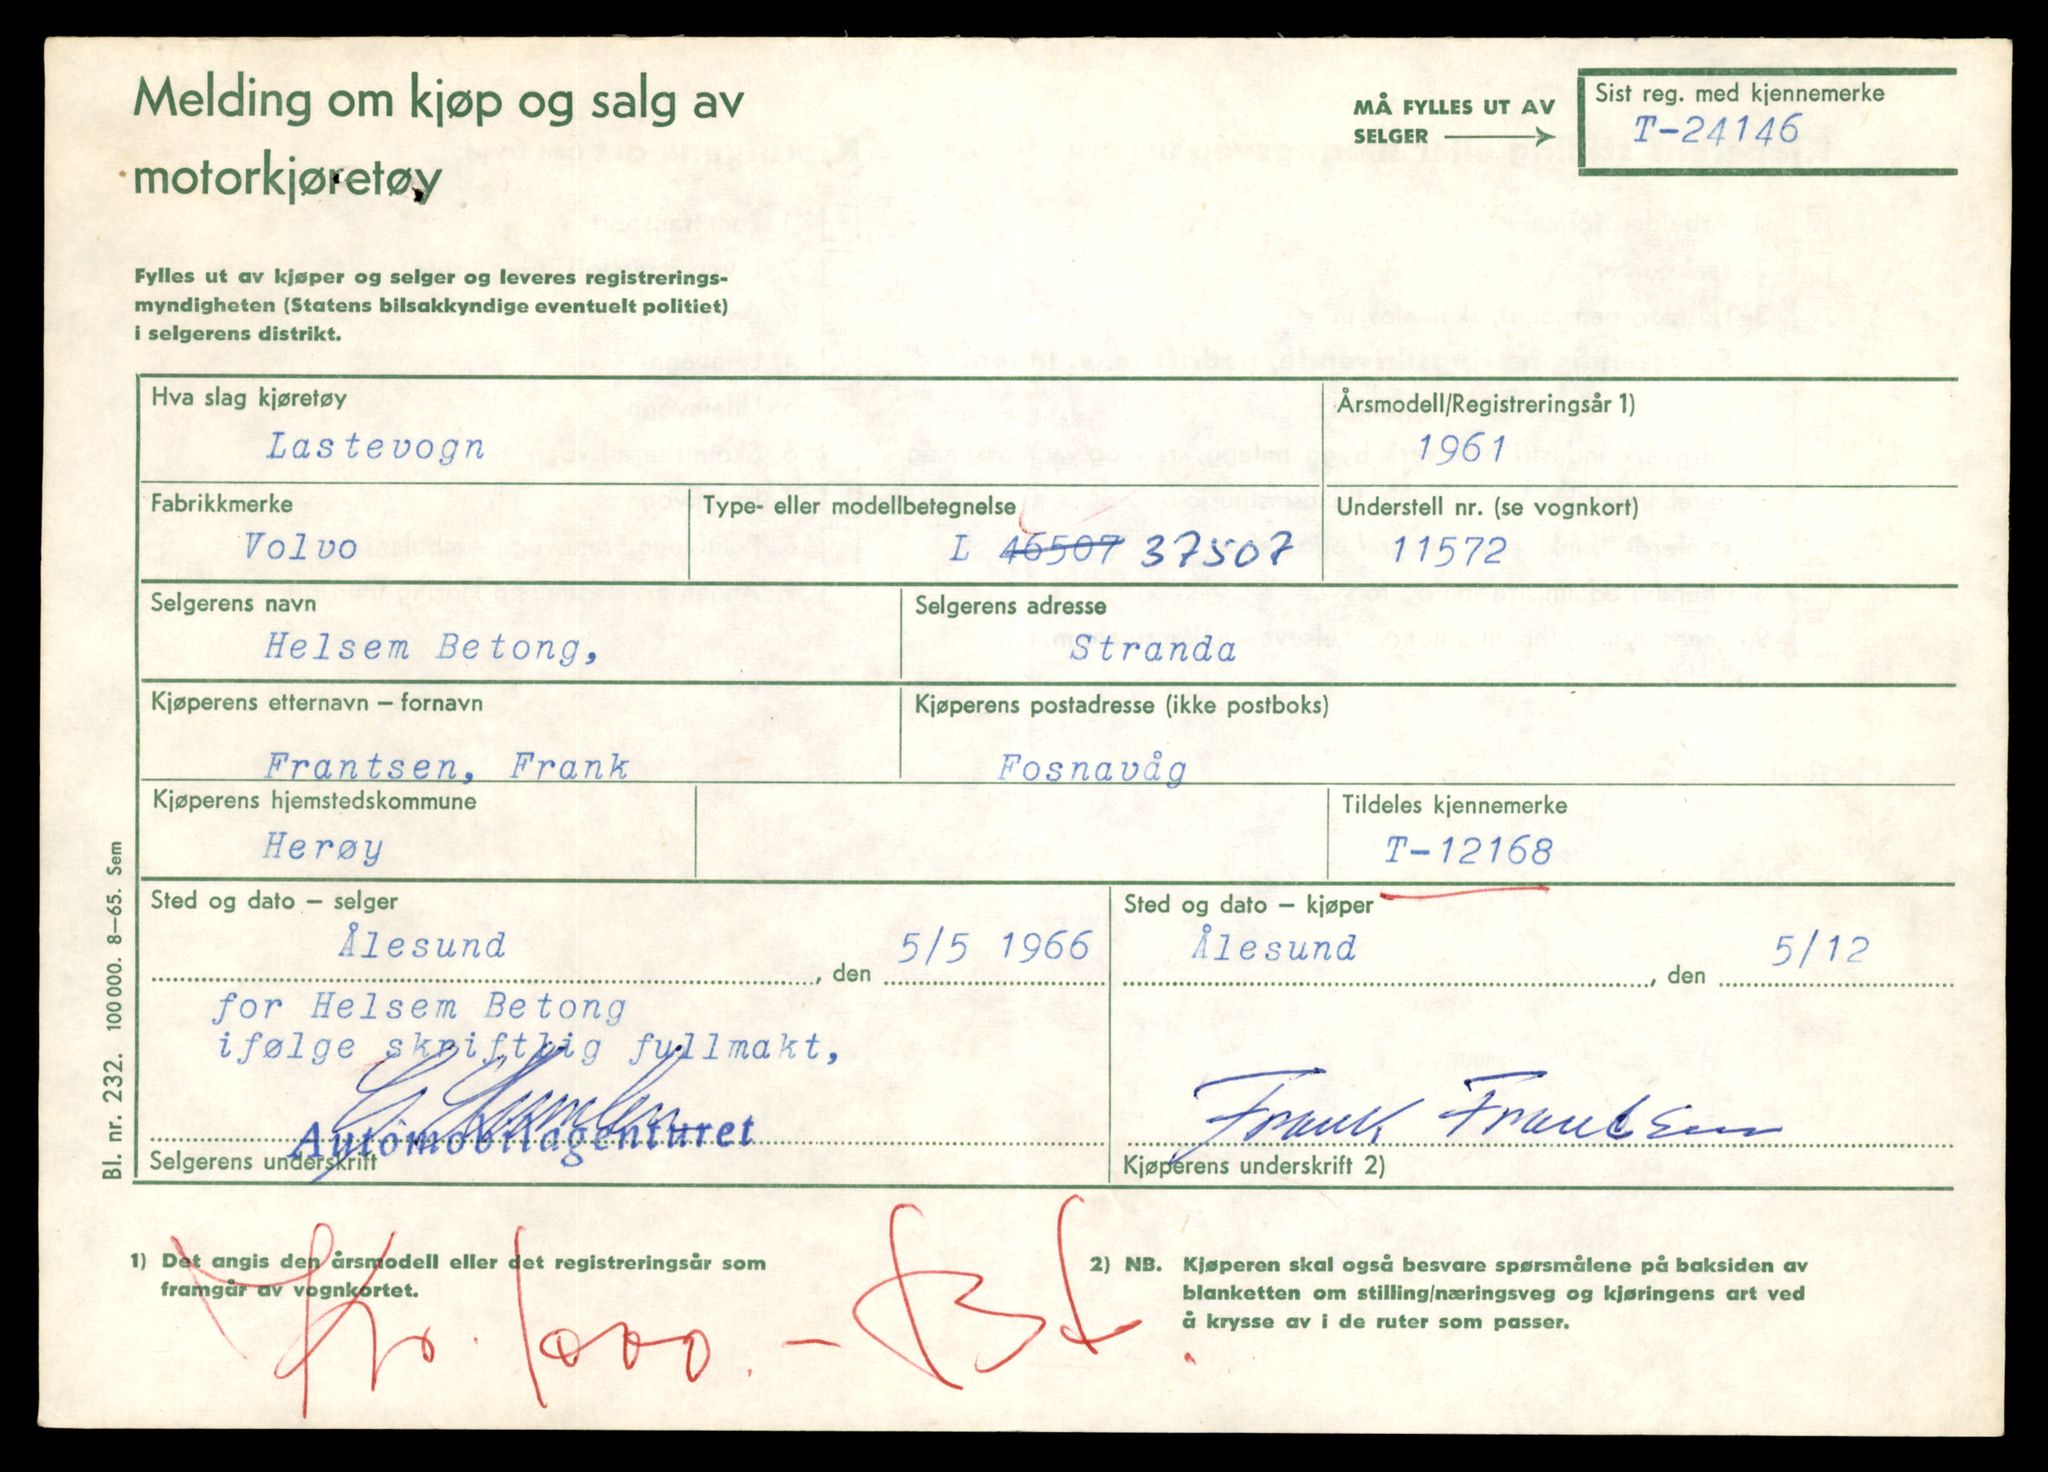 Melding om kjøp og salg av
motorkjøretøy
MÅ FYLLES UT AV
SELGER
Sist reg. med kjennemerke
T-24146
Fylles ut av kjøper og selger og leveres registrerings-
myndigheten (Statens bilsakkyndige eventuelt politiet)
i selgerens distrikt.
Hva slag kjøretøy
Lastevogn
Årsmodell/Registreringsår 1)
1961
Fabrikkmerke
Volvo
Type- eller modellbetegnelse
L 46507 37507
Understell nr. (se vognkort)
11572
Selgerens navn
Helsem Betong,
Selgerens adresse
Stranda
Kjøperens etternavn – fornavn
Frantsen, Frank
Kjøperens postadresse (ikke postboks)
Fosnavåg
Kjøperens hjemstedskommune
Herøy
Tildeles kjennemerke
T-12168
Sted og dato – selger
Ålesund, den 5/5 1966
for Helsem Betong
ifølge skriftlig fullmakt,
Automobilagenturet
Selgerens underskrift
Sted og dato – kjøper
Ålesund, den 5/12
Frank Frantsen
Kjøperens underskrift 2)
Bl. nr. 232. 100 000. 8–65. Sem
1) Det angis den årsmodell eller det registreringsår som
framgår av vognkortet.
2) NB. Kjøperen skal også besvare spørsmålene på baksiden av
blanketten om stilling/næringsveg og kjøringens art ved
å krysse av i de ruter som passer.
Kr. 1000.-